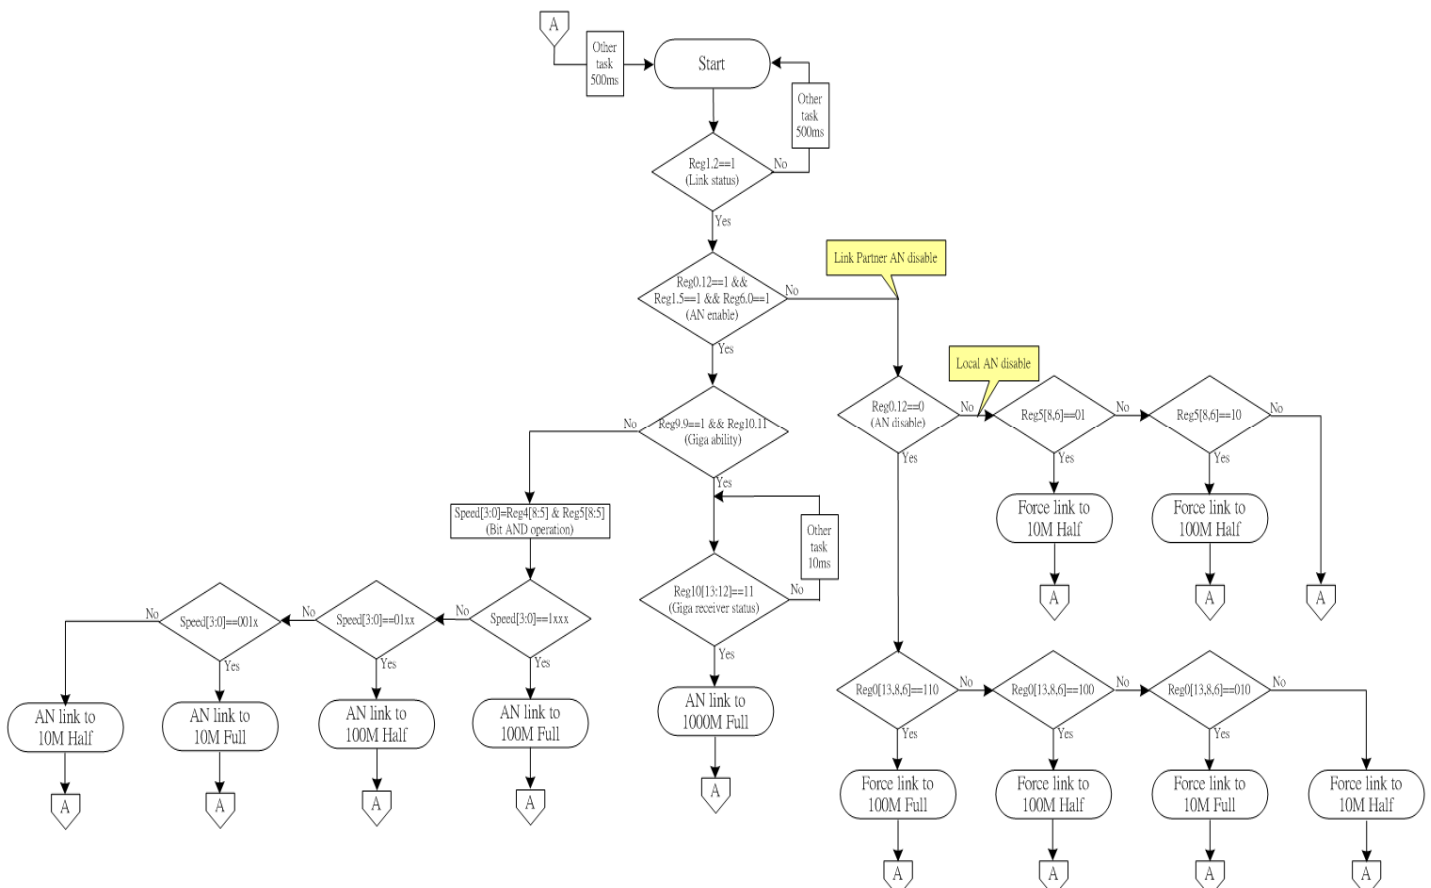 A
Other
task
500ms
Start
Other
task
500ms
Reg1.2==1
(Link status)
No
Yes
Link Partner AN disable
Reg0.12==1 &&
Reg1.5==1 && Reg6.0==1
(AN enable)
No
Yes
Local AN disable
Reg0.12==0
(AN disable)
No
Yes
Reg5[8,6]==01
No
Yes
Reg5[8,6]==10
No
Yes
Force link to
10M Half
Force link to
100M Half
A
A
A
Reg9.9==1 && Reg10.11
(Giga ability)
No
Yes
Speed[3:0]=Reg4[8:5] & Reg5[8:5]
(Bit AND operation)
Other
task
10ms
Reg10[13:12]==11
(Giga receiver status)
No
Yes
Speed[3:0]==1xxx
No
Yes
Speed[3:0]==01xx
No
Yes
Speed[3:0]==001x
No
Yes
AN link to
10M Half
AN link to
10M Full
AN link to
100M Half
AN link to
100M Full
AN link to
1000M Full
A
A
A
A
A
Reg0[13,8,6]==110
No
Yes
Reg0[13,8,6]==100
No
Yes
Reg0[13,8,6]==010
No
Yes
Force link to
100M Full
Force link to
100M Half
Force link to
10M Full
Force link to
10M Half
A
A
A
A